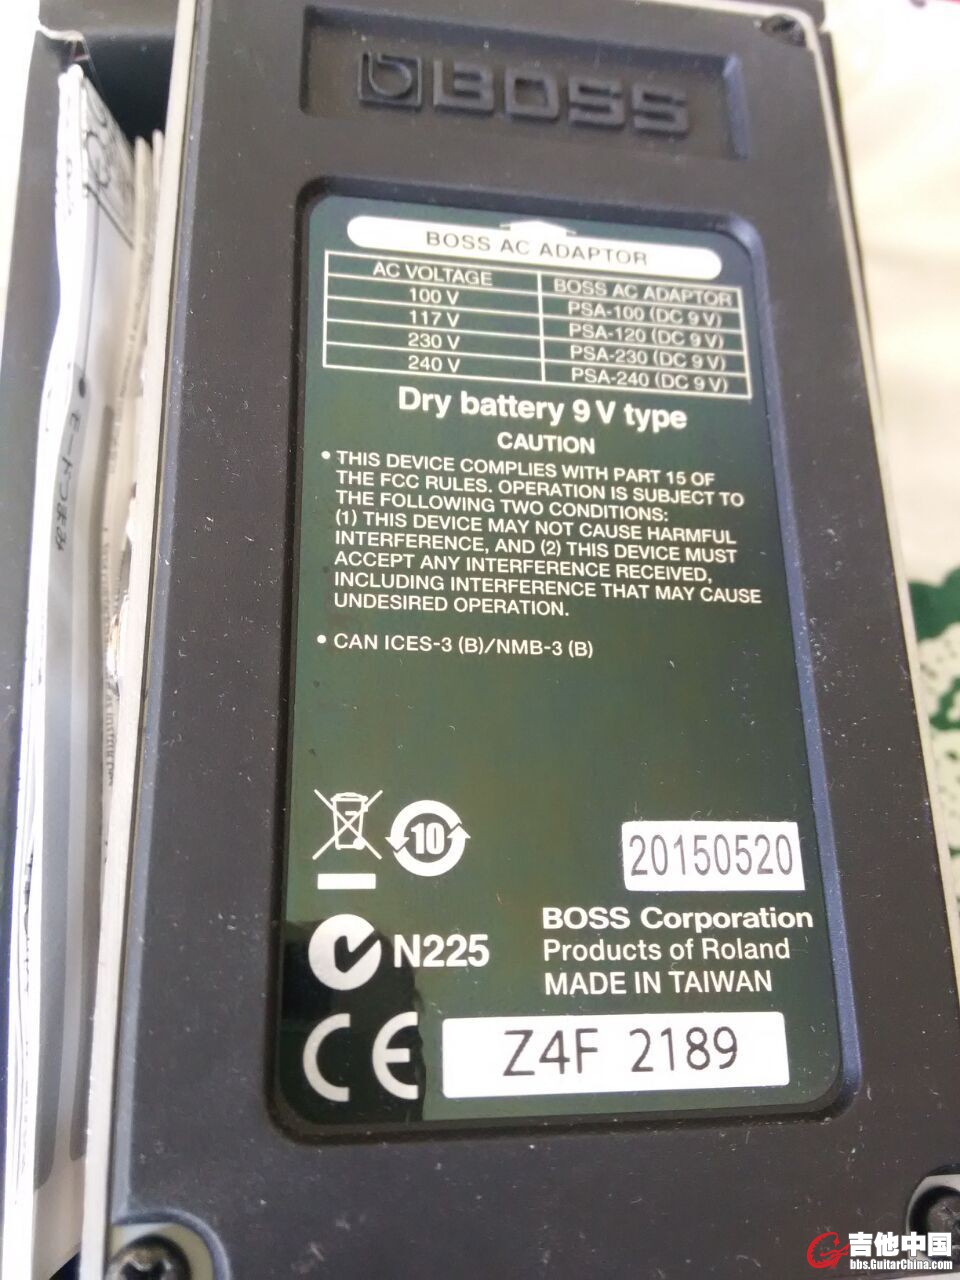 BOSS
BOSS AC ADAPTOR
AC VOLTAGE BOSS AC ADAPTOR
100 V PSA-100 (DC 9 V)
117 V PSA-120 (DC 9 V)
230 V PSA-230 (DC 9 V)
240 V PSA-240 (DC 9 V)
Dry battery 9 V type
CAUTION
• THIS DEVICE COMPLIES WITH PART 15 OF
THE FCC RULES. OPERATION IS SUBJECT TO
THE FOLLOWING TWO CONDITIONS:
(1) THIS DEVICE MAY NOT CAUSE HARMFUL
INTERFERENCE, AND (2) THIS DEVICE MUST
ACCEPT ANY INTERFERENCE RECEIVED,
INCLUDING INTERFERENCE THAT MAY CAUSE
UNDESIRED OPERATION.
• CAN ICES-3 (B)/NMB-3 (B)
10
20150520
N225
BOSS Corporation
Products of Roland
MADE IN TAIWAN
CE
Z4F 2189
吉他中国
bbs.GuitarChina.com